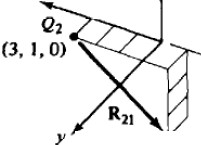 Q₂
(3, 1, 0)
R₂₁
y